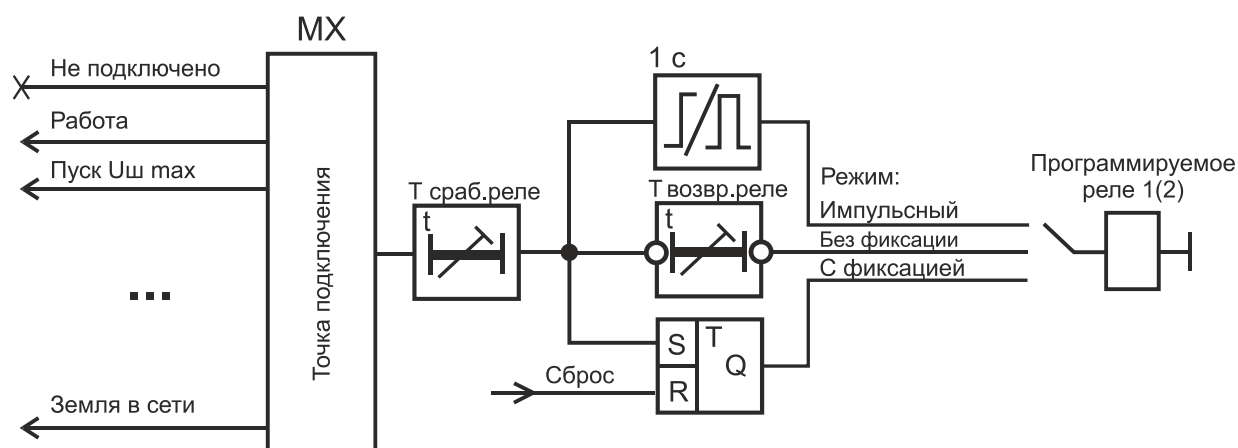 MX
Не подключено
Работа
Пуск Uш max
...
Земля в сети
Точка подключения
T сраб.реле
t
1 с
T возвр.реле
t
S
T
Q
R
Сброс
Режим:
Импульсный
Без фиксации
С фиксацией
Программируемое
реле 1(2)